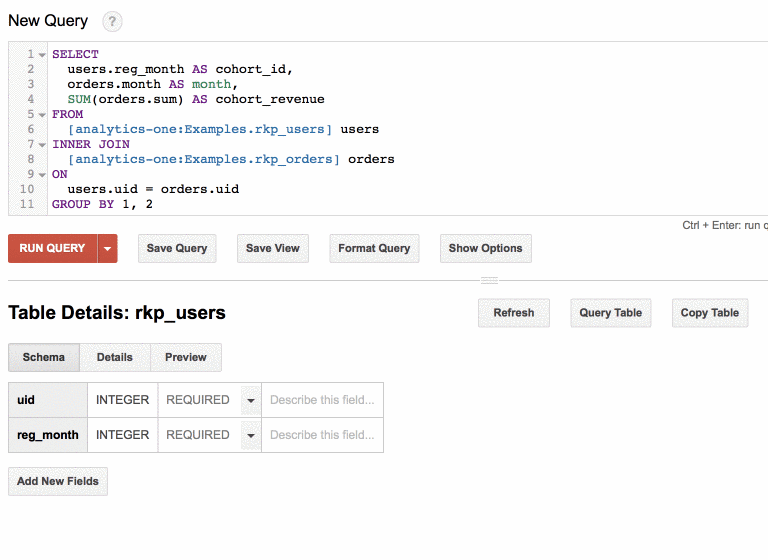 New Query ?
1 SELECT
2 users.reg_month AS cohort_id,
3 orders.month AS month,
4 SUM(orders.sum) AS cohort_revenue
5 FROM
6 [analytics-one:Examples.rkp_users] users
7 INNER JOIN
8 [analytics-one:Examples.rkp_orders] orders
9 ON
10 users.uid = orders.uid
11 GROUP BY 1, 2
Ctrl + Enter: run q
RUN QUERY Save Query Save View Format Query Show Options
Table Details: rkp_users Refresh Query Table Copy Table
Schema Details Preview
uid INTEGER REQUIRED Describe this field...
reg_month INTEGER REQUIRED Describe this field...
Add New Fields